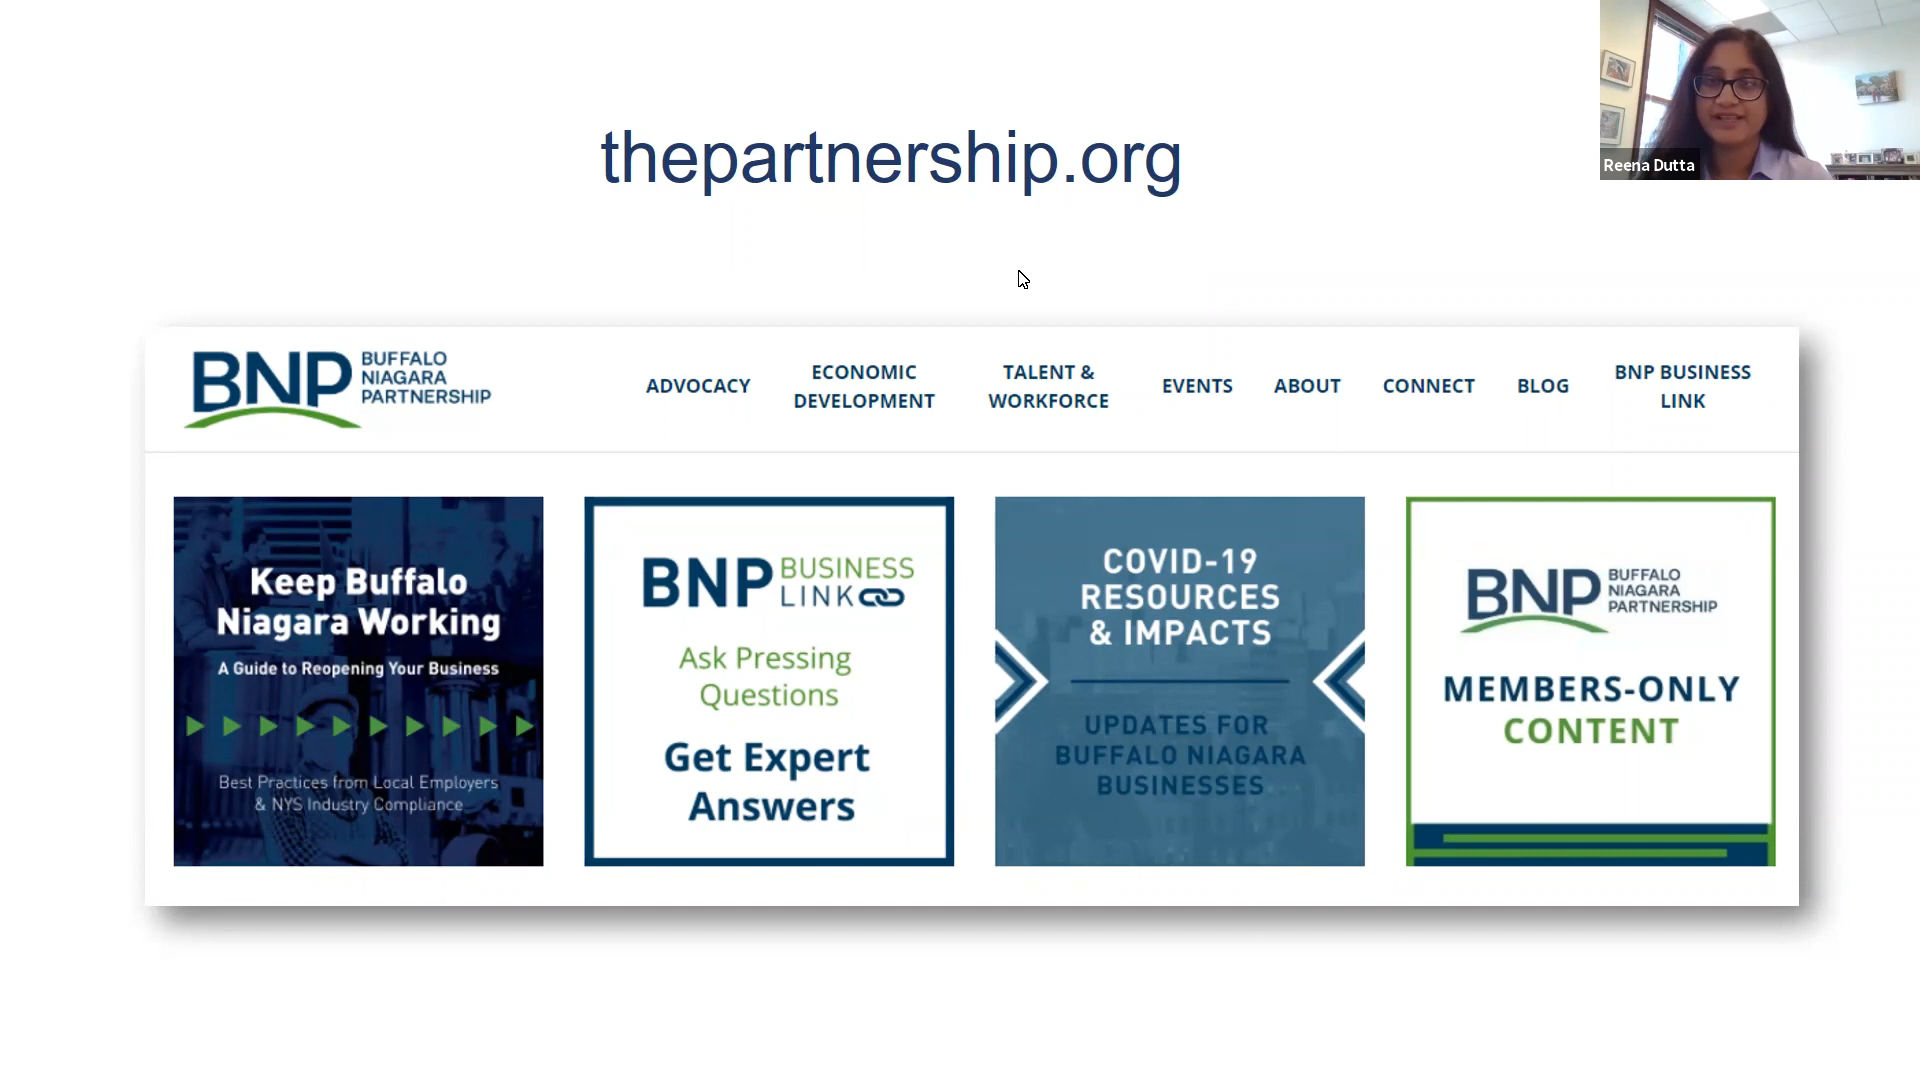 thepartnership.org
Reena Dutta
BNP
BUFFALO
NIAGARA
PARTNERSHIP
ADVOCACY
ECONOMIC
DEVELOPMENT
TALENT &
WORKFORCE
EVENTS
ABOUT
CONNECT
BLOG
BNP BUSINESS
LINK
Keep Buffalo
Niagara Working
A Guide to Reopening Your Business
Best Practices from Local Employers
& NYS Industry Compliance
BNP
BUSINESS
LINK
Ask Pressing
Questions
Get Expert
Answers
COVID-19
RESOURCES
& IMPACTS
UPDATES FOR
BUFFALO NIAGARA
BUSINESSES
BNP
BUFFALO
NIAGARA
PARTNERSHIP
MEMBERS-ONLY
CONTENT